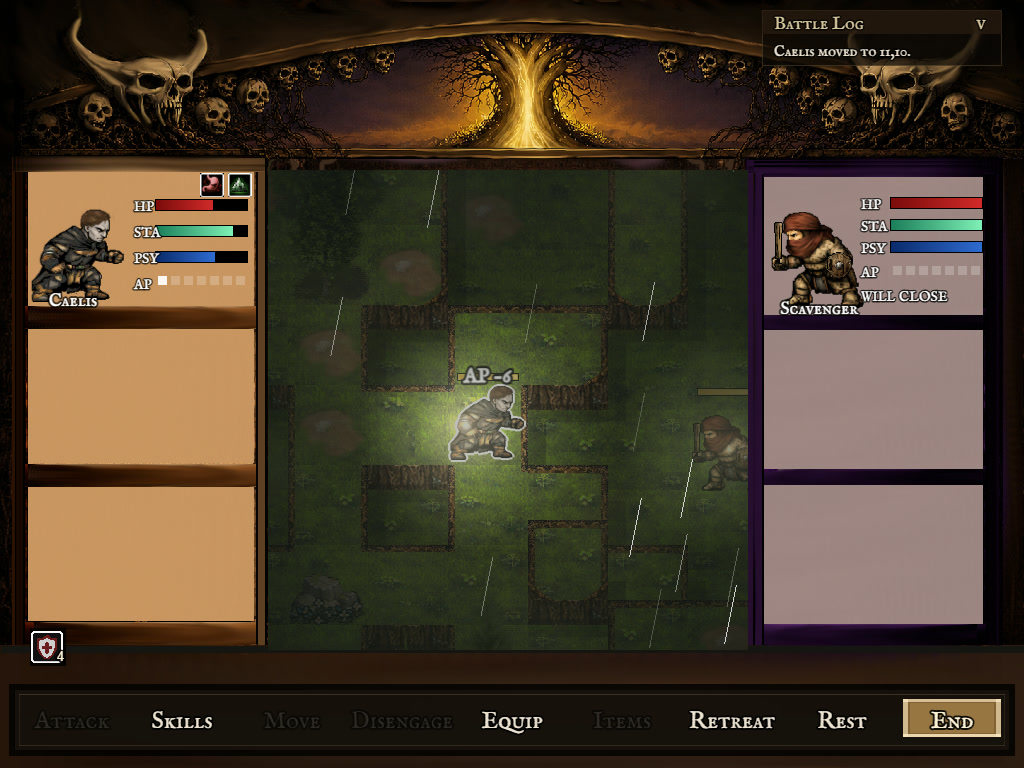 Battle Log V
Caelis moved to 11,10.
HP
STA
PSY
AP
Caelis
HP
STA
PSY
AP
WILL CLOSE
Scavenger
AP -6
4
Attack Skills Move Disengage Equip Items Retreat Rest End